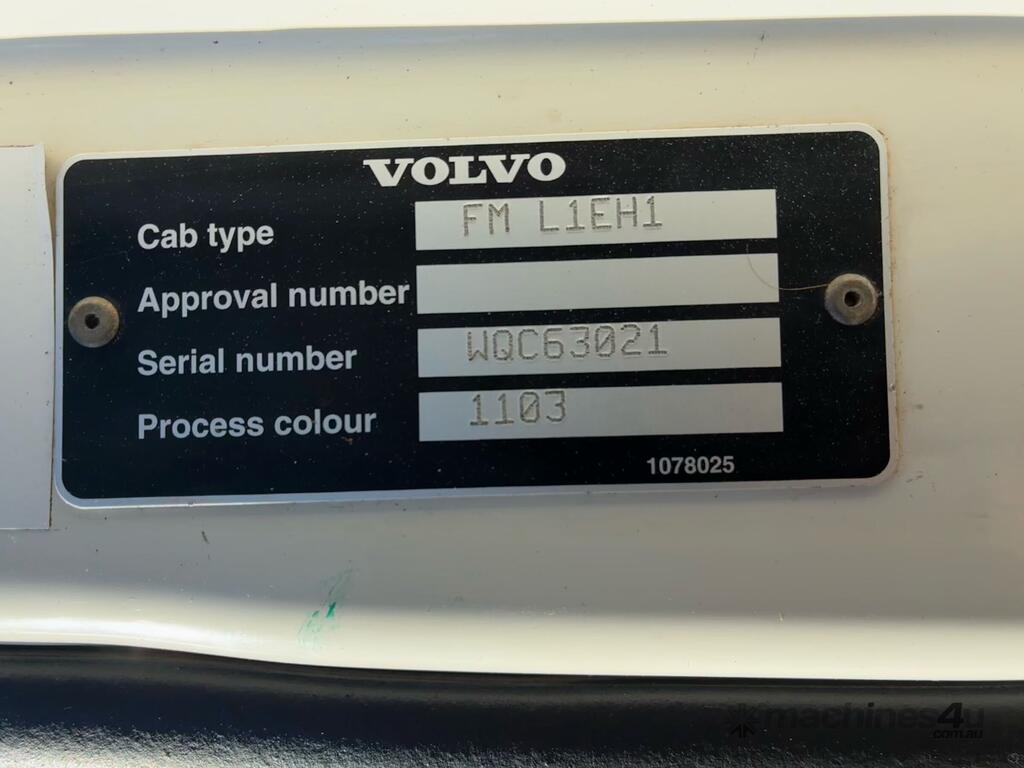 VOLVO
Cab type FM L1EH1
Approval number
Serial number WQC63021
Process colour 1103
1078025
machines4u
.com.au